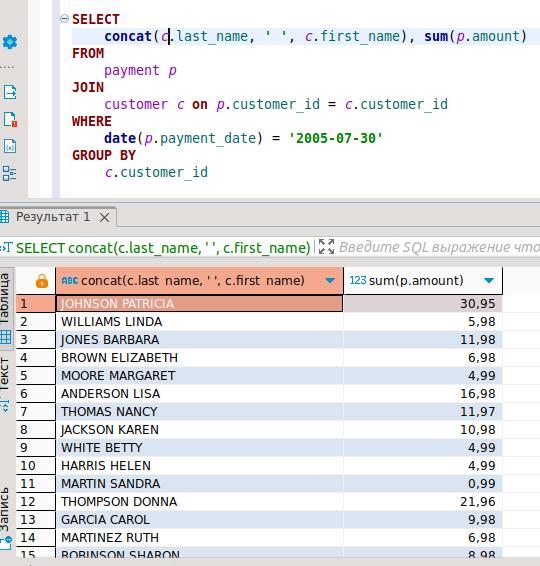 SELECT
concat(c.last_name, ' ', c.first_name), sum(p.amount)
FROM
payment p
JOIN
customer c on p.customer_id = c.customer_id
WHERE
date(p.payment_date) = '2005-07-30'
GROUP BY
c.customer_id
Результат 1
SELECT concat(c.last_name, ' ', c.first_name) Введите SQL выражение что
Таблица
Текст
Запись
ABC concat(c.last_name, ' ', c.first_name) 123 sum(p.amount)
1 JOHNSON PATRICIA 30,95
2 WILLIAMS LINDA 5,98
3 JONES BARBARA 11,98
4 BROWN ELIZABETH 6,98
5 MOORE MARGARET 4,99
6 ANDERSON LISA 16,98
7 THOMAS NANCY 11,97
8 JACKSON KAREN 10,98
9 WHITE BETTY 4,99
10 HARRIS HELEN 4,99
11 MARTIN SANDRA 0,99
12 THOMPSON DONNA 21,96
13 GARCIA CAROL 9,98
14 MARTINEZ RUTH 6,98
15 ROBINSON SHARON 8,98